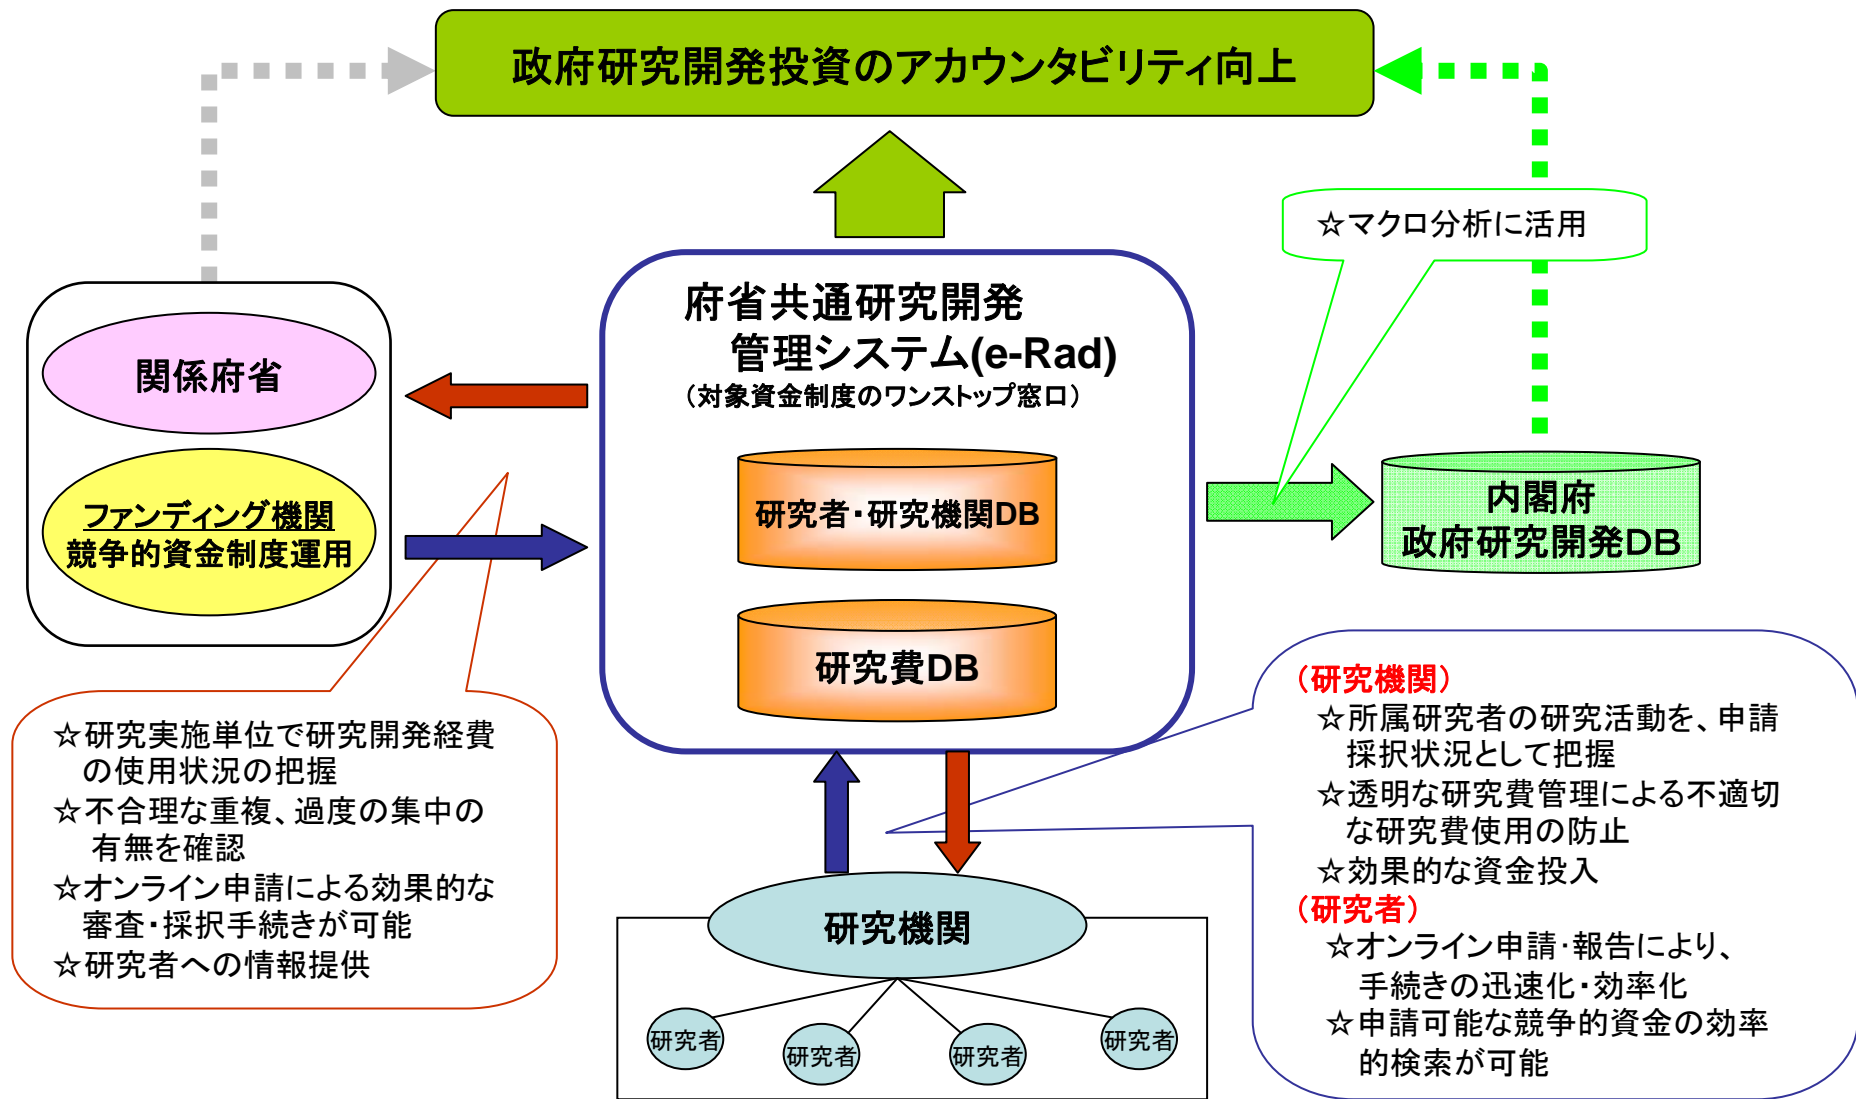 政府研究開発投資のアカウンタビリティ向上
☆マクロ分析に活用
府省共通研究開発
管理システム(e-Rad)
（対象資金制度のワンストップ窓口）
関係府省
ファンディング機関
競争的資金制度運用
研究者・研究機関DB
研究費DB
内閣府
政府研究開発DB
☆研究実施単位で研究開発経費
の使用状況の把握
☆不合理な重複、過度の集中の
有無を確認
☆オンライン申請による効果的な
審査・採択手続きが可能
☆研究者への情報提供
（研究機関）
☆所属研究者の研究活動を、申請
採択状況として把握
☆透明な研究費管理による不適切
な研究費使用の防止
☆効果的な資金投入
（研究者）
☆オンライン申請・報告により、
手続きの迅速化・効率化
☆申請可能な競争的資金の効率
的検索が可能
研究機関
研究者
研究者
研究者
研究者